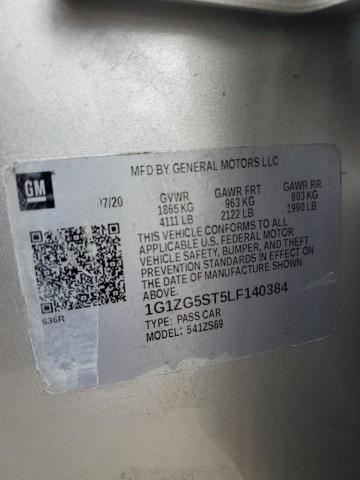 MFD BY GENERAL MOTORS LLC
GM
07/20 GVWR GAWR FRT GAWR RR
1865 KG 963 KG 903 KG
4111 LB 2122 LB 1990 LB
THIS VEHICLE CONFORMS TO ALL
APPLICABLE U.S. FEDERAL MOTOR
VEHICLE SAFETY, BUMPER, AND THEFT
PREVENTION STANDARDS IN EFFECT ON
THE DATE OF MANUFACTURE SHOWN
ABOVE.
1G1ZG5ST5LF140384
TYPE: PASS CAR
MODEL: 541ZS69
636R